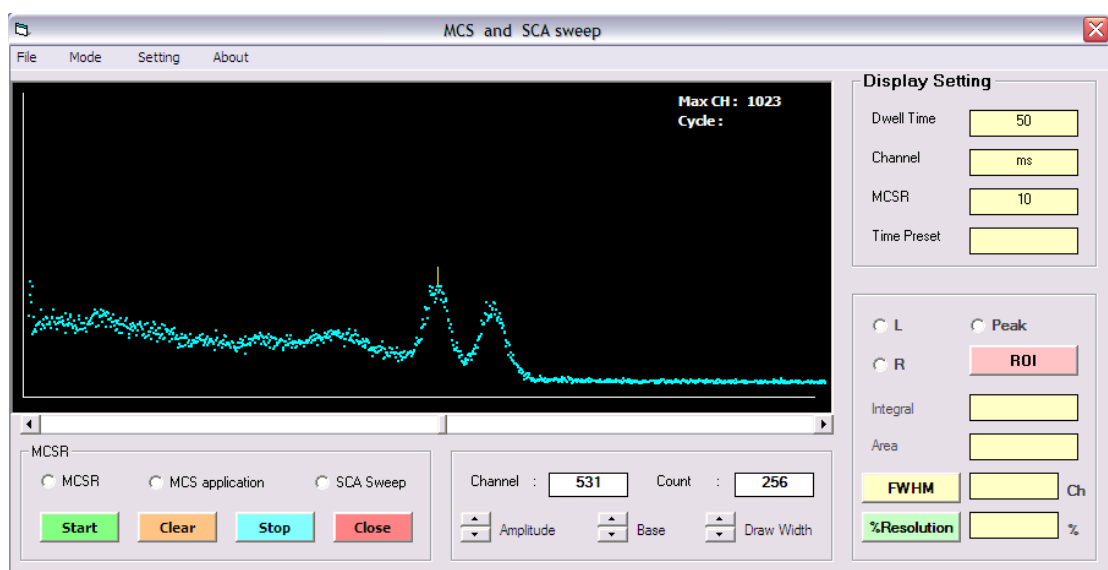 MCS and SCA sweep
File Mode Setting About
Max CH : 1023
Cycle :
Display Setting
Dwell Time 50
Channel ms
MCSR 10
Time Preset
L Peak
R ROI
Integral
Area
FWHM Ch
%Resolution %
MCSR
MCSR MCS application SCA Sweep
Start Clear Stop Close
Channel : 531 Count : 256
Amplitude Base Draw Width